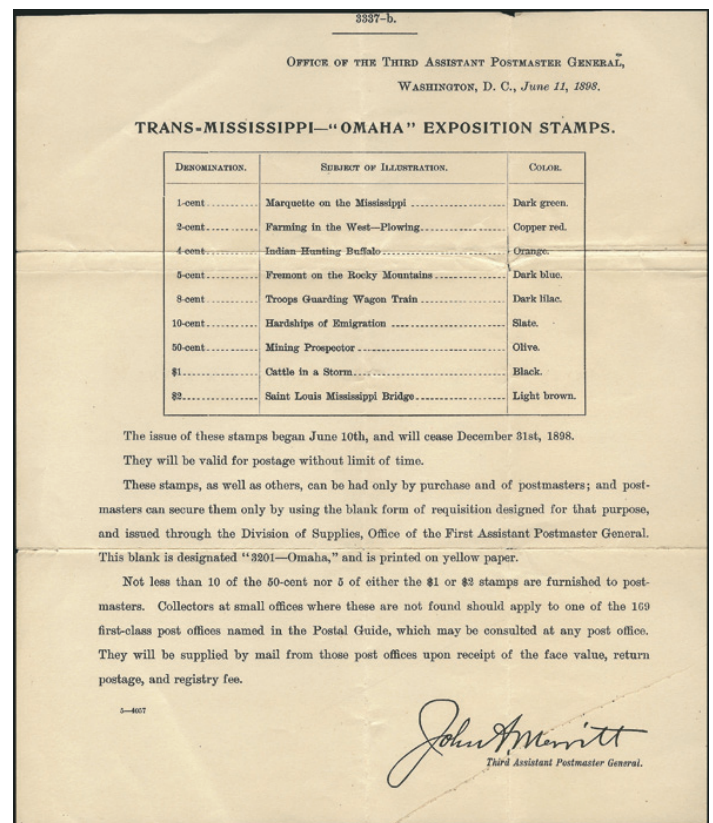 3337-b.
OFFICE OF THE THIRD ASSISTANT POSTMASTER GENERAL,
WASHINGTON, D. C., June 11, 1898.
TRANS-MISSISSIPPI—"OMAHA" EXPOSITION STAMPS.
DENOMINATION. SUBJECT OF ILLUSTRATION. COLOR.
1-cent Marquette on the Mississippi Dark green.
2-cent Farming in the West—Plowing Copper red.
4-cent Indian Hunting Buffalo Orange.
5-cent Fremont on the Rocky Mountains Dark blue.
8-cent Troops Guarding Wagon Train Dark lilac.
10-cent Hardships of Emigration Slate.
50-cent Mining Prospector Olive.
$1 Cattle in a Storm Black.
$2 Saint Louis Mississippi Bridge Light brown.
The issue of these stamps began June 10th, and will cease December 31st, 1898.
They will be valid for postage without limit of time.
These stamps, as well as others, can be had only by purchase and of postmasters; and post-
masters can secure them only by using the blank form of requisition designed for that purpose,
and issued through the Division of Supplies, Office of the First Assistant Postmaster General.
This blank is designated "3201—Omaha," and is printed on yellow paper.
Not less than 10 of the 50-cent nor 5 of either the $1 or $2 stamps are furnished to post-
masters. Collectors at small offices where these are not found should apply to one of the 169
first-class post offices named in the Postal Guide, which may be consulted at any post office.
They will be supplied by mail from those post offices upon receipt of the face value, return
postage, and registry fee.
5—4057
John A. Merritt
Third Assistant Postmaster General.